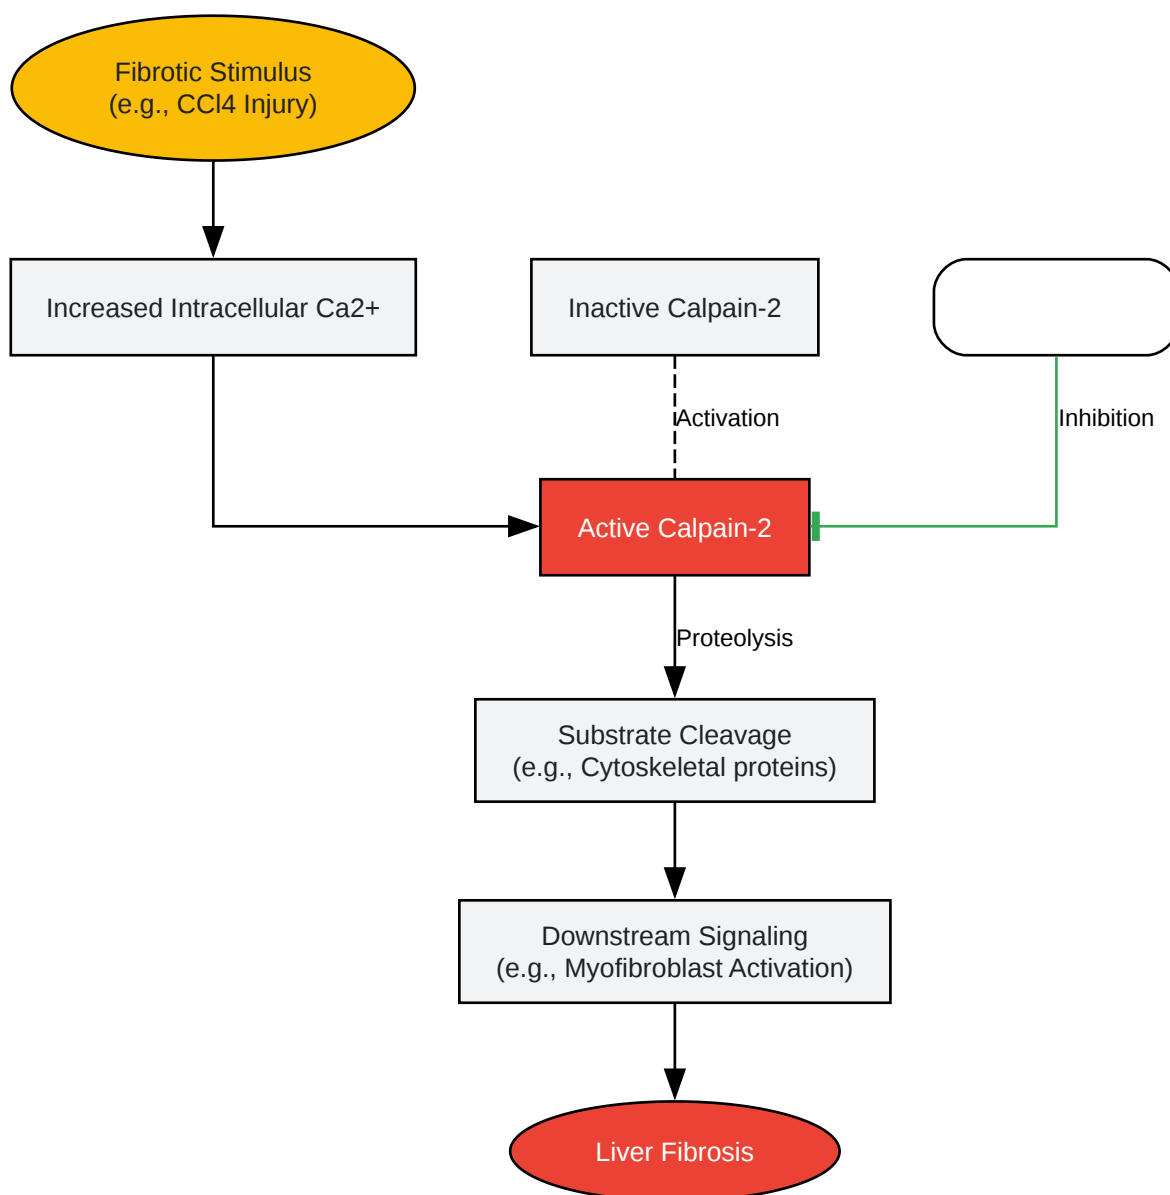 Fibrotic Stimulus
(e.g., CCl4 Injury)
Increased Intracellular Ca2+
Inactive Calpain-2
Activation
Inhibition
Active Calpain-2
Proteolysis
Substrate Cleavage
(e.g., Cytoskeletal proteins)
Downstream Signaling
(e.g., Myofibroblast Activation)
Liver Fibrosis